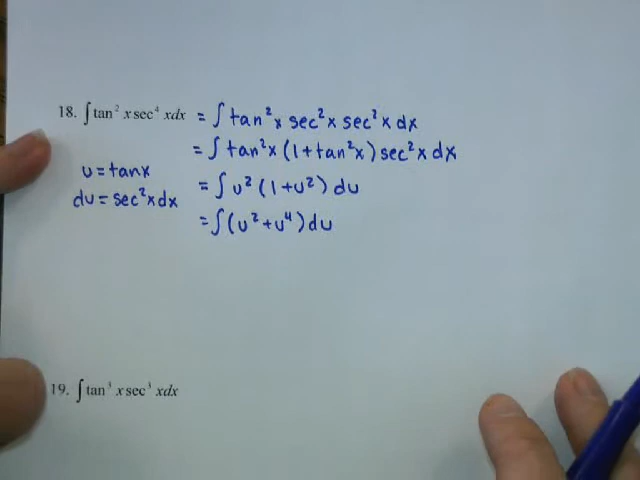 18. ∫tan² x sec⁴ xdx = ∫tan²x sec²x sec²x dx
= ∫ tan²x (1+tan²x) sec²x dx
u = tanx
du = sec²x dx
= ∫ u² (1+u²) du
= ∫(u² + u⁴) du
19. ∫tan³ x sec³ xdx